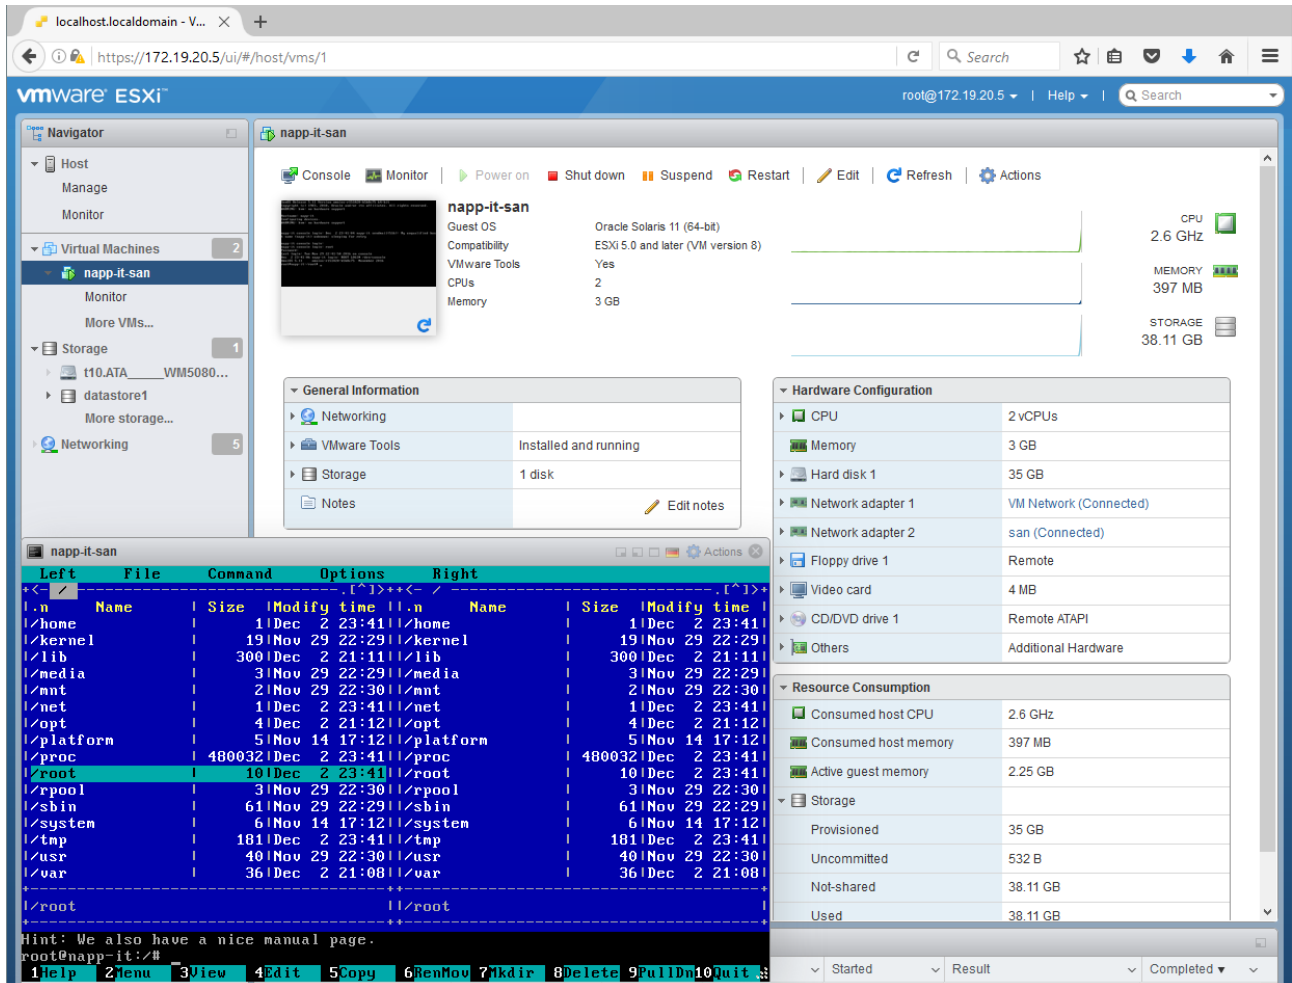 localhost.localdomain - V... × +
https://172.19.20.5/ui/#/host/vms/1 Search
vmware ESXi™ root@172.19.20.5 | Help | Search
Navigator
Host
Manage
Monitor
Virtual Machines 2
napp-it-san
Monitor
More VMs...
Storage 1
t10.ATA_____WM5080...
datastore1
More storage...
Networking 5
napp-it-san
Console Monitor | Power on Shut down Suspend Restart | Edit | Refresh | Actions
napp-it-san
Guest OS Oracle Solaris 11 (64-bit)
Compatibility ESXi 5.0 and later (VM version 8)
VMware Tools Yes
CPUs 2
Memory 3 GB
CPU
2.6 GHz
MEMORY
397 MB
STORAGE
38.11 GB
General Information
Networking
VMware Tools Installed and running
Storage 1 disk
Notes Edit notes
Hardware Configuration
CPU 2 vCPUs
Memory 3 GB
Hard disk 1 35 GB
Network adapter 1 VM Network (Connected)
Network adapter 2 san (Connected)
Floppy drive 1 Remote
Video card 4 MB
CD/DVD drive 1 Remote ATAPI
Others Additional Hardware
Resource Consumption
Consumed host CPU 2.6 GHz
Consumed host memory 397 MB
Active guest memory 2.25 GB
Storage
Provisioned 35 GB
Uncommitted 532 B
Not-shared 38.11 GB
Used 38.11 GB
Started Result Completed ▼
napp-it-san Actions
Left File Command Options Right
+<- / ---.[^]>++<- / ---.[^]>+
|.n Name | Size |Modify time ||.n Name | Size |Modify time |
|/home | 1|Dec 2 23:41||/home | 1|Dec 2 23:41|
|/kernel | 19|Nov 29 22:29||/kernel | 19|Nov 29 22:29|
|/lib | 300|Dec 2 21:11||/lib | 300|Dec 2 21:11|
|/media | 3|Nov 29 22:29||/media | 3|Nov 29 22:29|
|/mnt | 2|Nov 29 22:30||/mnt | 2|Nov 29 22:30|
|/net | 1|Dec 2 23:41||/net | 1|Dec 2 23:41|
|/opt | 4|Dec 2 21:12||/opt | 4|Dec 2 21:12|
|/platform | 5|Nov 14 17:12||/platform | 5|Nov 14 17:12|
|/proc | 480032|Dec 2 23:41||/proc | 480032|Dec 2 23:41|
|/root | 10|Dec 2 23:41||/root | 10|Dec 2 23:41|
|/rpool | 3|Nov 29 22:30||/rpool | 3|Nov 29 22:30|
|/sbin | 61|Nov 29 22:29||/sbin | 61|Nov 29 22:29|
|/system | 6|Nov 14 17:12||/system | 6|Nov 14 17:12|
|/tmp | 181|Dec 2 23:41||/tmp | 181|Dec 2 23:41|
|/usr | 40|Nov 29 22:30||/usr | 40|Nov 29 22:30|
|/var | 36|Dec 2 21:08||/var | 36|Dec 2 21:08|
|/root ||/root |
Hint: We also have a nice manual page.
root@napp-it:/# _
1Help 2Menu 3View 4Edit 5Copy 6RenMov 7Mkdir 8Delete 9PullDn 10Quit